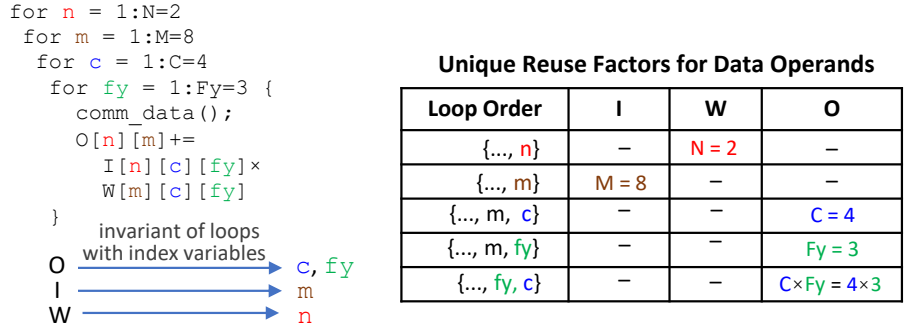 for n = 1:N=2
for m = 1:M=8
for c = 1:C=4
for fy = 1:Fy=3 {
comm_data();
O[n][m]+=
I[n][c][fy]×
W[m][c][fy]
}
invariant of loops
with index variables
O c, fy
I m
W n
Unique Reuse Factors for Data Operands
Loop Order I W O
{..., n} – N = 2 –
{..., m} M = 8 – –
{..., m, c} – – C = 4
{..., m, fy} – – Fy = 3
{..., fy, c} – – C×Fy = 4×3